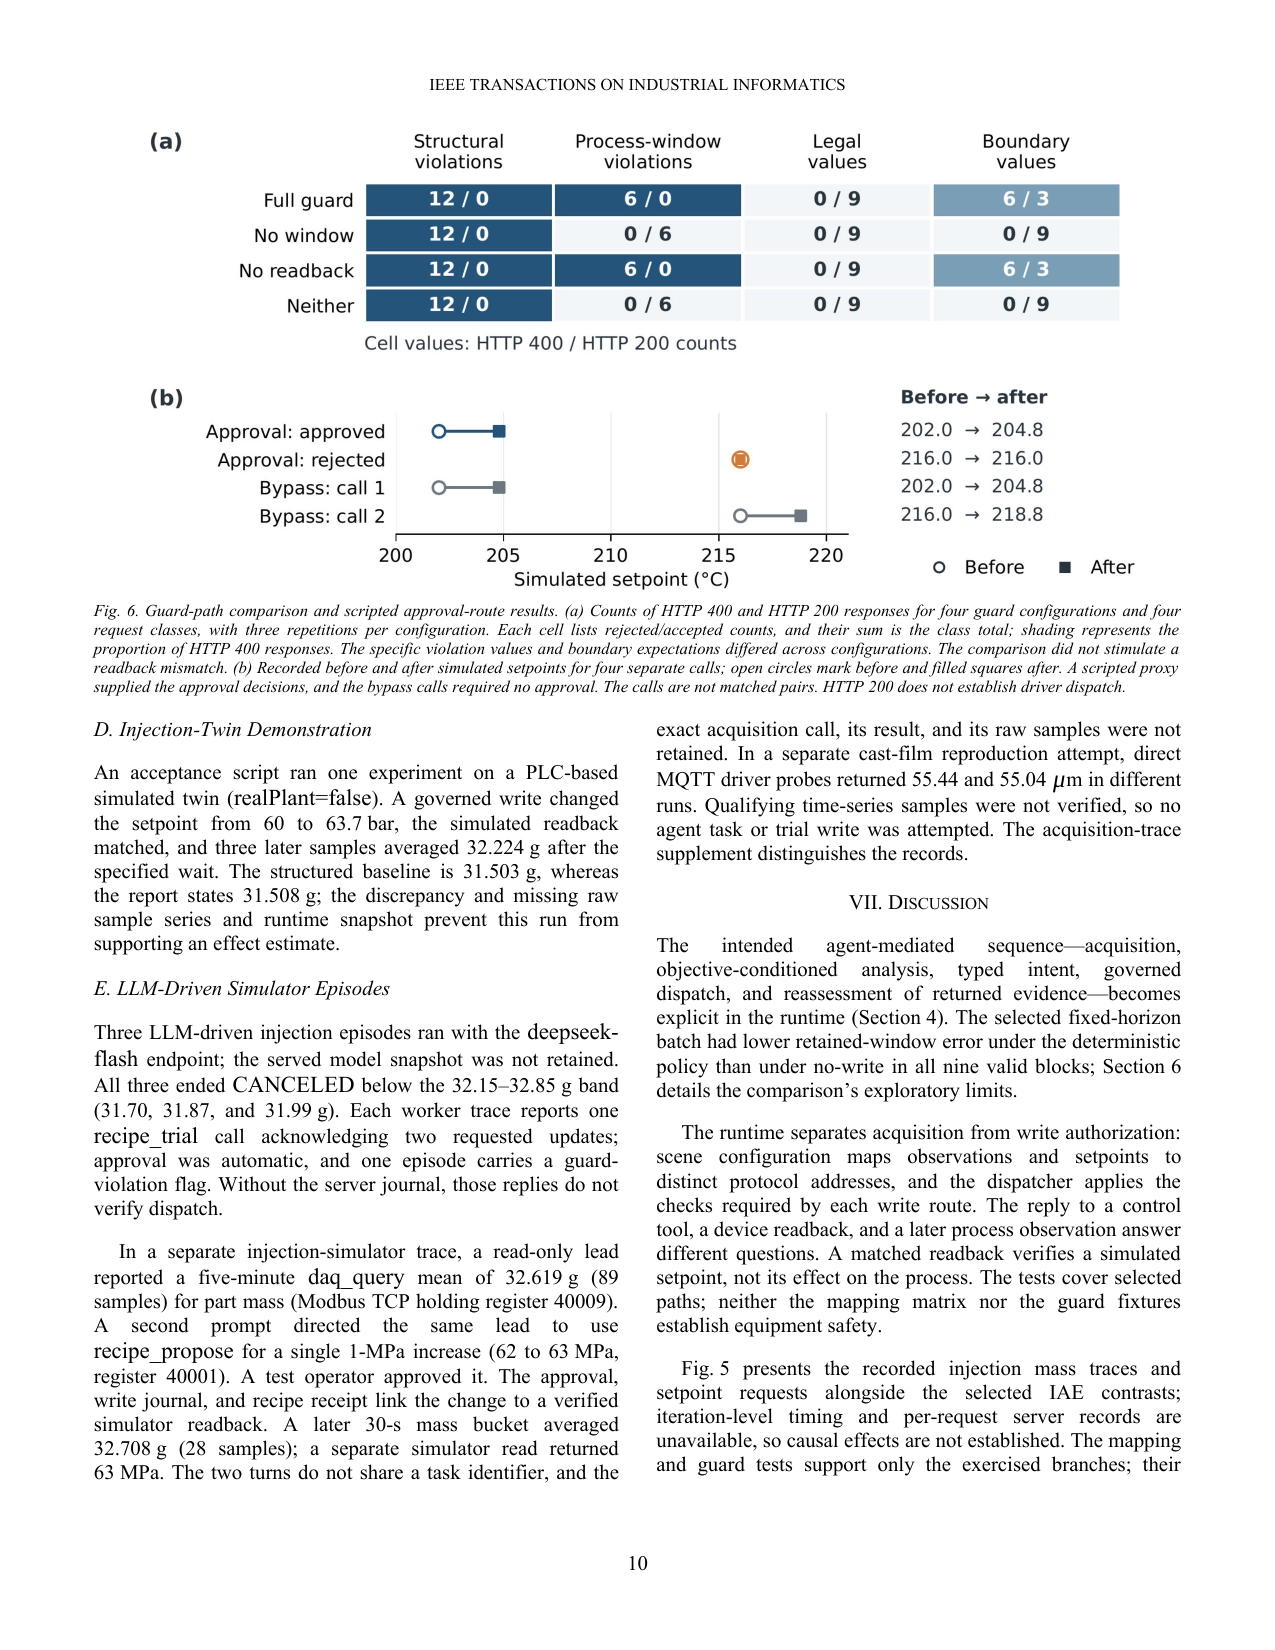 IEEE TRANSACTIONS ON INDUSTRIAL INFORMATICS
(a)
Structural violations
Process-window violations
Legal values
Boundary values
Full guard 12 / 0 6 / 0 0 / 9 6 / 3
No window 12 / 0 0 / 6 0 / 9 0 / 9
No readback 12 / 0 6 / 0 0 / 9 6 / 3
Neither 12 / 0 0 / 6 0 / 9 0 / 9
Cell values: HTTP 400 / HTTP 200 counts
(b)
Before → after
Approval: approved 202.0 → 204.8
Approval: rejected 216.0 → 216.0
Bypass: call 1 202.0 → 204.8
Bypass: call 2 216.0 → 218.8
200 205 210 215 220
Simulated setpoint (°C)
Before After
Fig. 6. Guard-path comparison and scripted approval-route results. (a) Counts of HTTP 400 and HTTP 200 responses for four guard configurations and four
request classes, with three repetitions per configuration. Each cell lists rejected/accepted counts, and their sum is the class total; shading represents the
proportion of HTTP 400 responses. The specific violation values and boundary expectations differed across configurations. The comparison did not stimulate a
readback mismatch. (b) Recorded before and after simulated setpoints for four separate calls; open circles mark before and filled squares after. A scripted proxy
supplied the approval decisions, and the bypass calls required no approval. The calls are not matched pairs. HTTP 200 does not establish driver dispatch.
D. Injection-Twin Demonstration
An acceptance script ran one experiment on a PLC-based
simulated twin (realPlant=false). A governed write changed
the setpoint from 60 to 63.7 bar, the simulated readback
matched, and three later samples averaged 32.224 g after the
specified wait. The structured baseline is 31.503 g, whereas
the report states 31.508 g; the discrepancy and missing raw
sample series and runtime snapshot prevent this run from
supporting an effect estimate.
E. LLM-Driven Simulator Episodes
Three LLM-driven injection episodes ran with the deepseek-
flash endpoint; the served model snapshot was not retained.
All three ended CANCELED below the 32.15–32.85 g band
(31.70, 31.87, and 31.99 g). Each worker trace reports one
recipe_trial call acknowledging two requested updates;
approval was automatic, and one episode carries a guard-
violation flag. Without the server journal, those replies do not
verify dispatch.
In a separate injection-simulator trace, a read-only lead
reported a five-minute daq_query mean of 32.619 g (89
samples) for part mass (Modbus TCP holding register 40009).
A second prompt directed the same lead to use
recipe_propose for a single 1-MPa increase (62 to 63 MPa,
register 40001). A test operator approved it. The approval,
write journal, and recipe receipt link the change to a verified
simulator readback. A later 30-s mass bucket averaged
32.708 g (28 samples); a separate simulator read returned
63 MPa. The two turns do not share a task identifier, and the
exact acquisition call, its result, and its raw samples were not
retained. In a separate cast-film reproduction attempt, direct
MQTT driver probes returned 55.44 and 55.04 μm in different
runs. Qualifying time-series samples were not verified, so no
agent task or trial write was attempted. The acquisition-trace
supplement distinguishes the records.
VII. DISCUSSION
The intended agent-mediated sequence—acquisition,
objective-conditioned analysis, typed intent, governed
dispatch, and reassessment of returned evidence—becomes
explicit in the runtime (Section 4). The selected fixed-horizon
batch had lower retained-window error under the deterministic
policy than under no-write in all nine valid blocks; Section 6
details the comparison's exploratory limits.
The runtime separates acquisition from write authorization:
scene configuration maps observations and setpoints to
distinct protocol addresses, and the dispatcher applies the
checks required by each write route. The reply to a control
tool, a device readback, and a later process observation answer
different questions. A matched readback verifies a simulated
setpoint, not its effect on the process. The tests cover selected
paths; neither the mapping matrix nor the guard fixtures
establish equipment safety.
Fig. 5 presents the recorded injection mass traces and
setpoint requests alongside the selected IAE contrasts;
iteration-level timing and per-request server records are
unavailable, so causal effects are not established. The mapping
and guard tests support only the exercised branches; their
10